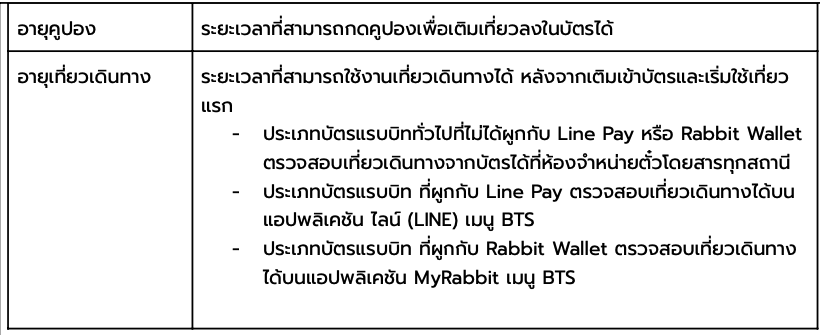 อายุคูปอง
ระยะเวลาที่สามารถกดคูปองเพื่อเติมเที่ยวลงในบัตรได้
อายุเที่ยวเดินทาง
ระยะเวลาที่สามารถใช้งานเที่ยวเดินทางได้ หลังจากเติมเข้าบัตรและเริ่มใช้เที่ยว
แรก
- ประเภทบัตรแรบบิททั่วไปที่ไม่ได้ผูกกับ Line Pay หรือ Rabbit Wallet
ตรวจสอบเที่ยวเดินทางจากบัตรได้ที่ห้องจำหน่ายตั๋วโดยสารทุกสถานี
- ประเภทบัตรแรบบิท ที่ผูกกับ Line Pay ตรวจสอบเที่ยวเดินทางได้บน
แอปพลิเคชัน ไลน์ (LINE) เมนู BTS
- ประเภทบัตรแรบบิท ที่ผูกกับ Rabbit Wallet ตรวจสอบเที่ยวเดินทาง
ได้บนแอปพลิเคชัน MyRabbit เมนู BTS